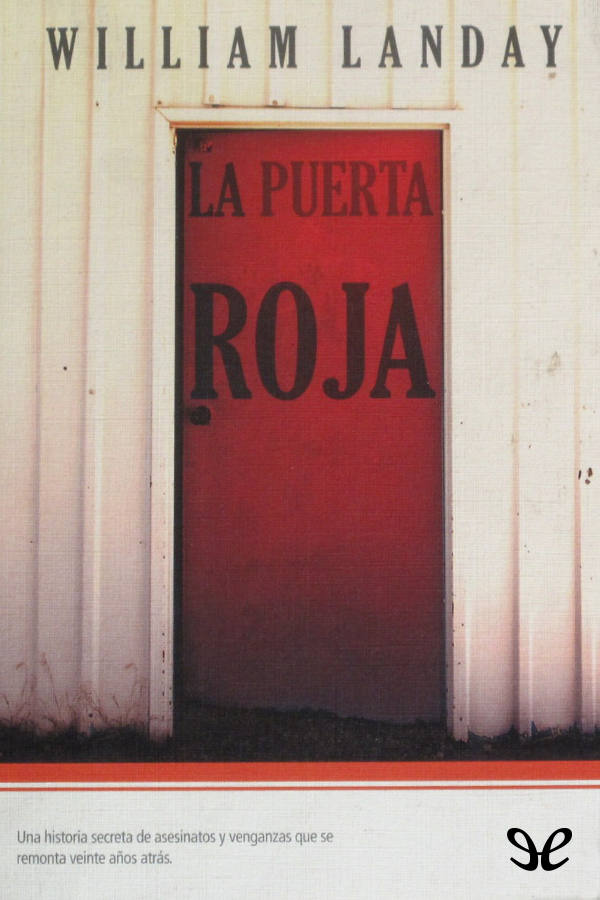 WILLIAM LANDAY
LA PUERTA
ROJA
Una historia secreta de asesinatos y venganzas que se
remonta veinte años atrás.